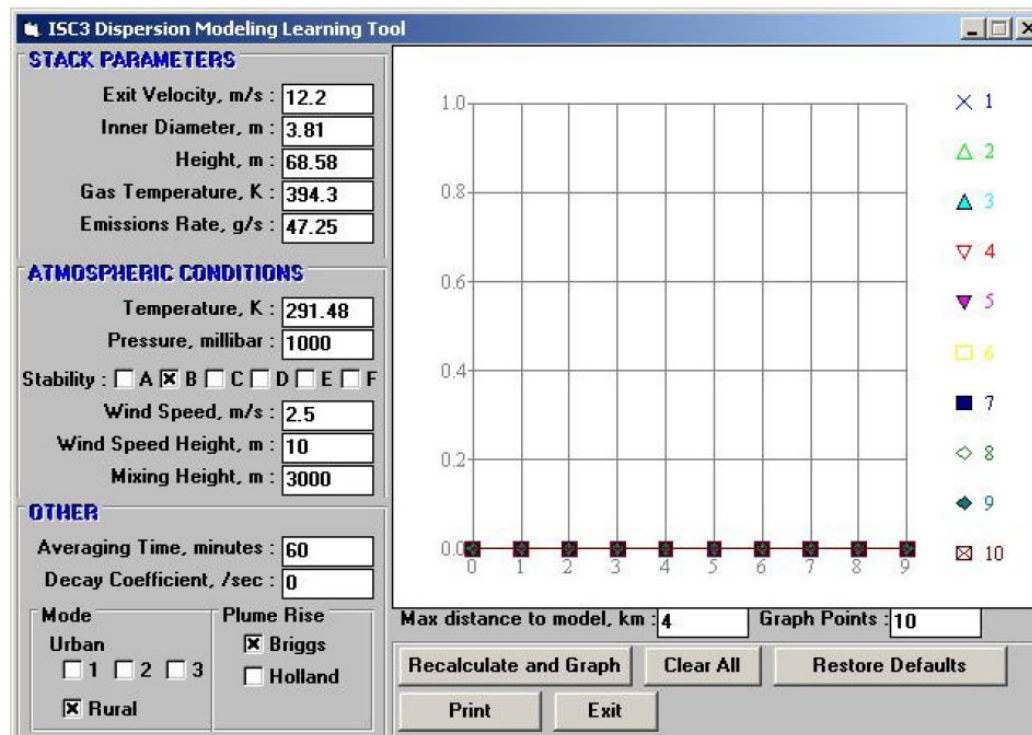 ISC3 Dispersion Modeling Learning Tool
STACK PARAMETERS
Exit Velocity, m/s : 12.2
Inner Diameter, m : 3.81
Height, m : 68.58
Gas Temperature, K : 394.3
Emissions Rate, g/s : 47.25
ATMOSPHERIC CONDITIONS
Temperature, K : 291.48
Pressure, millibar : 1000
Stability : A B C D E F
Wind Speed, m/s : 2.5
Wind Speed Height, m : 10
Mixing Height, m : 3000
OTHER
Averaging Time, minutes : 60
Decay Coefficient, /sec : 0
Mode
Urban
1 2 3
Rural
Plume Rise
Briggs
Holland
1.0
0.8
0.6
0.4
0.2
0.0
0 1 2 3 4 5 6 7 8 9
1
2
3
4
5
6
7
8
9
10
Max distance to model, km : 4 Graph Points : 10
Recalculate and Graph Clear All Restore Defaults
Print Exit